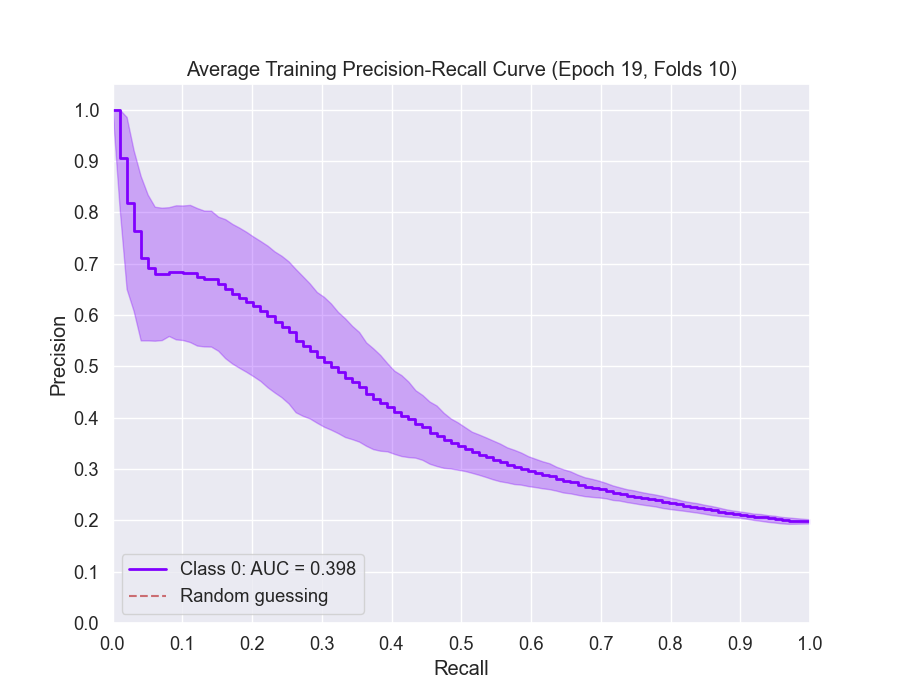 Average Training Precision-Recall Curve (Epoch 19, Folds 10)
Precision
1.0
0.9
0.8
0.7
0.6
0.5
0.4
0.3
0.2
0.1
0.0
Class 0: AUC = 0.398
Random guessing
0.0 0.1 0.2 0.3 0.4 0.5 0.6 0.7 0.8 0.9 1.0
Recall